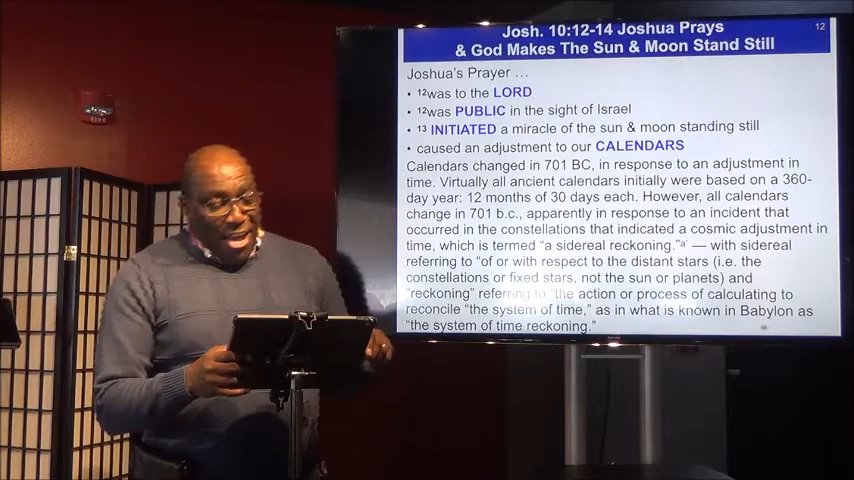 Josh. 10:12-14 Joshua Prays
& God Makes The Sun & Moon Stand Still
12
Joshua's Prayer …
• 12was to the LORD
• 12was PUBLIC in the sight of Israel
• 13 INITIATED a miracle of the sun & moon standing still
• caused an adjustment to our CALENDARS
Calendars changed in 701 BC, in response to an adjustment in
time. Virtually all ancient calendars initially were based on a 360-
day year: 12 months of 30 days each. However, all calendars
change in 701 b.c., apparently in response to an incident that
occurred in the constellations that indicated a cosmic adjustment in
time, which is termed "a sidereal reckoning." — with sidereal
referring to "of or with respect to the distant stars (i.e. the
constellations or fixed stars, not the sun or planets) and
"reckoning" referring to "the action or process of calculating to
reconcile "the system of time," as in what is known in Babylon as
"the system of time reckoning."